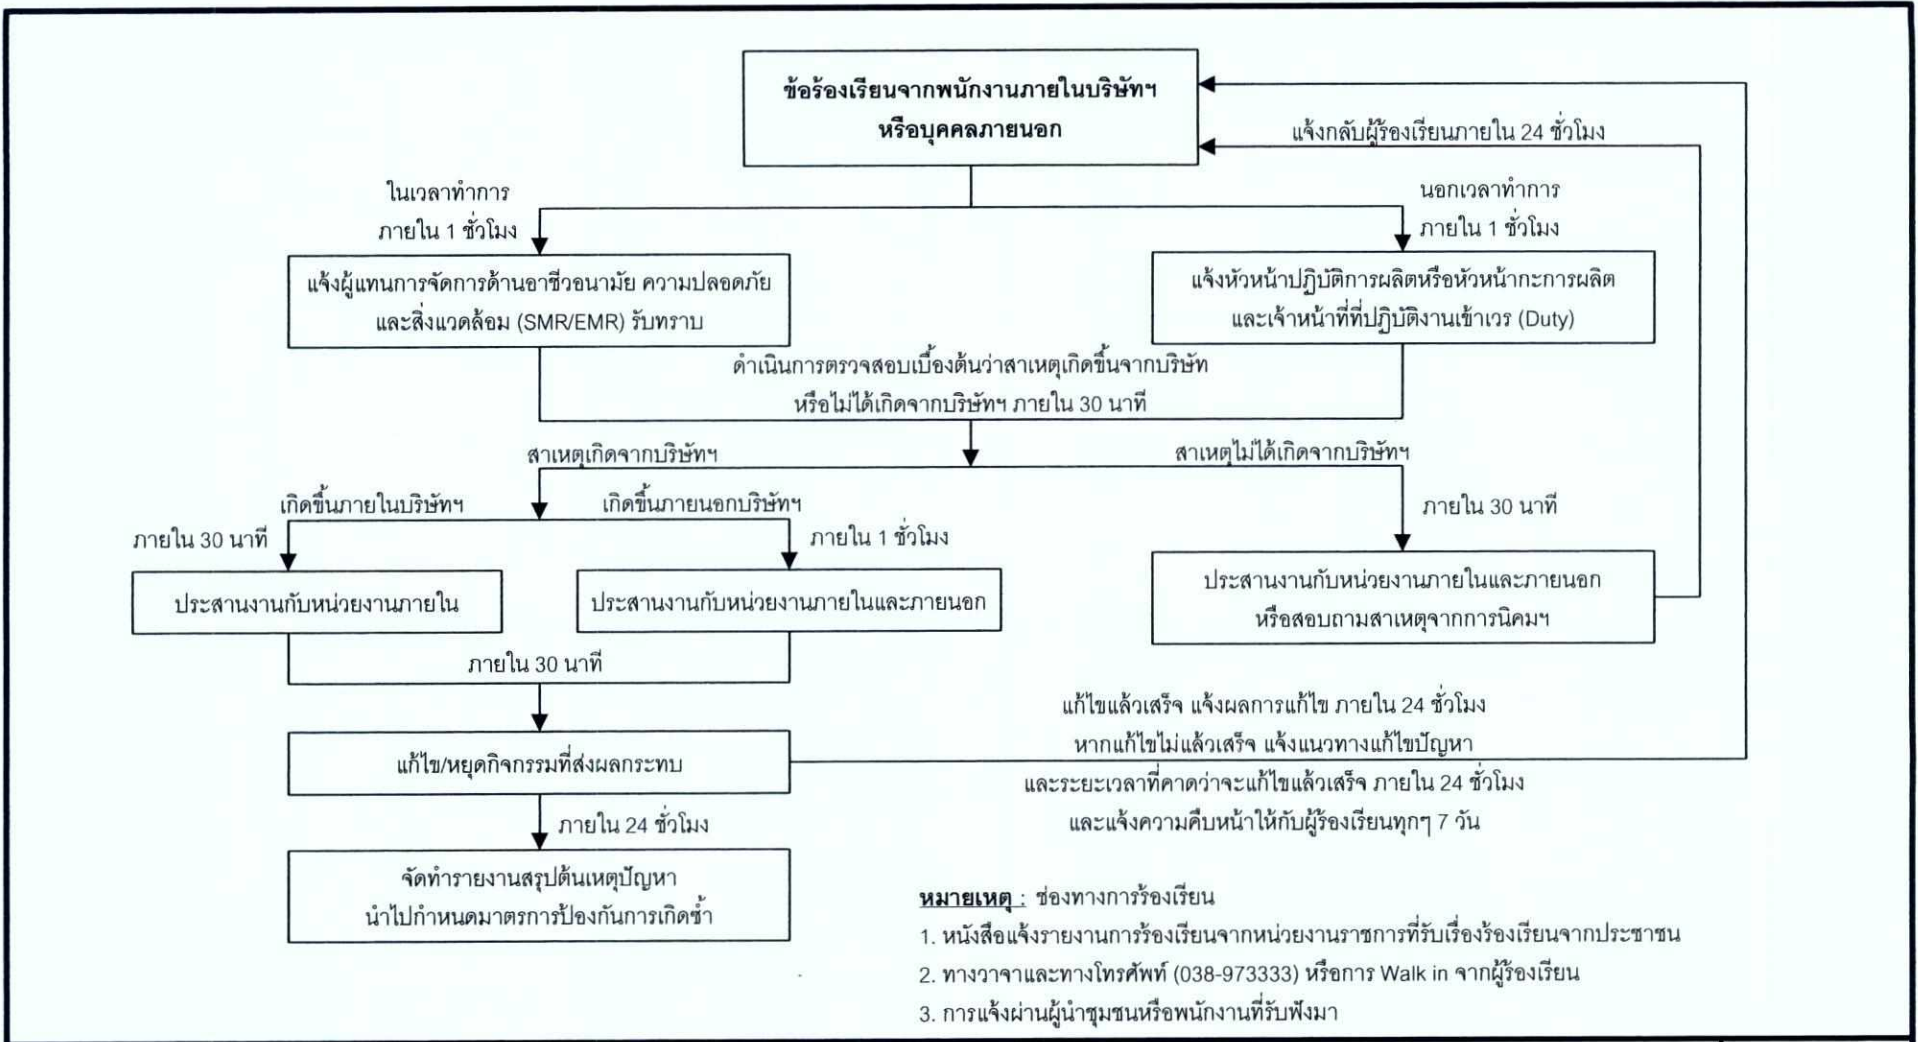 ข้อร้องเรียนจากพนักงานภายในบริษัทฯ
หรือบุคคลภายนอก
แจ้งกลับผู้ร้องเรียนภายใน 24 ชั่วโมง
ในเวลาทำการ
ภายใน 1 ชั่วโมง
นอกเวลาทำการ
ภายใน 1 ชั่วโมง
แจ้งผู้แทนการจัดการด้านอาชีวอนามัย ความปลอดภัย
และสิ่งแวดล้อม (SMR/EMR) รับทราบ
แจ้งหัวหน้าปฏิบัติการผลิตหรือหัวหน้ากะการผลิต
และเจ้าหน้าที่ที่ปฏิบัติงานเข้าเวร (Duty)
ดำเนินการตรวจสอบเบื้องต้นว่าสาเหตุเกิดขึ้นจากบริษัท
หรือไม่ได้เกิดจากบริษัทฯ ภายใน 30 นาที
สาเหตุเกิดจากบริษัทฯ
สาเหตุไม่ได้เกิดจากบริษัทฯ
เกิดขึ้นภายในบริษัทฯ
เกิดขึ้นภายนอกบริษัทฯ
ภายใน 30 นาที
ภายใน 1 ชั่วโมง
ภายใน 30 นาที
ประสานงานกับหน่วยงานภายใน
ประสานงานกับหน่วยงานภายในและภายนอก
ประสานงานกับหน่วยงานภายในและภายนอก
หรือสอบถามสาเหตุจากการนิคมฯ
ภายใน 30 นาที
แก้ไข/หยุดกิจกรรมที่ส่งผลกระทบ
แก้ไขแล้วเสร็จ แจ้งผลการแก้ไข ภายใน 24 ชั่วโมง
หากแก้ไขไม่แล้วเสร็จ แจ้งแนวทางแก้ไขปัญหา
และระยะเวลาที่คาดว่าจะแก้ไขแล้วเสร็จ ภายใน 24 ชั่วโมง
และแจ้งความคืบหน้าให้กับผู้ร้องเรียนทุกๆ 7 วัน
ภายใน 24 ชั่วโมง
จัดทำรายงานสรุปต้นเหตุปัญหา
นำไปกำหนดมาตรการป้องกันการเกิดซ้ำ
หมายเหตุ : ช่องทางการร้องเรียน
1. หนังสือแจ้งรายงานการร้องเรียนจากหน่วยงานราชการที่รับเรื่องร้องเรียนจากประชาชน
2. ทางวาจาและทางโทรศัพท์ (038-973333) หรือการ Walk in จากผู้ร้องเรียน
3. การแจ้งผ่านผู้นำชุมชนหรือพนักงานที่รับฟังมา